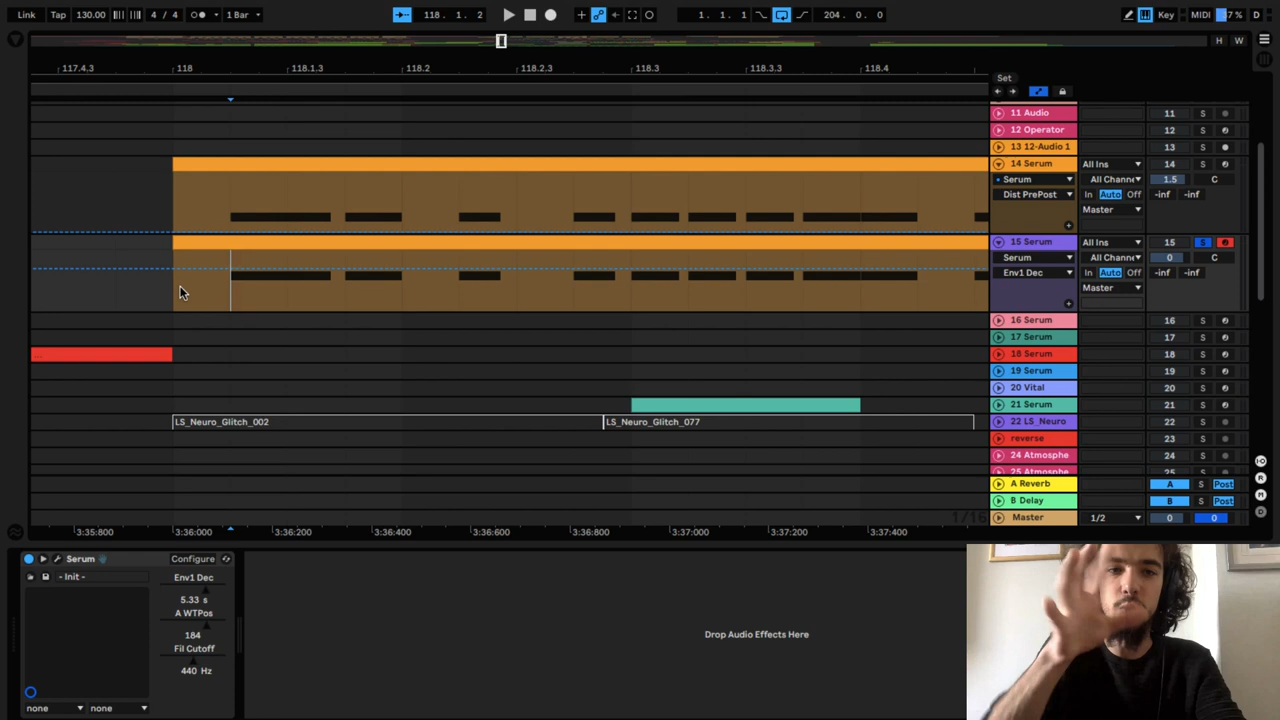 Link Tap 130.00 4 / 4 1 Bar 118 . 1 . 2 1 . 1 . 1 204 . 0 . 0 Key MIDI 37 % D
H W
117.4.3 118 118.1.3 118.2 118.2.3 118.3 118.3.3 118.4
Set
11 Audio 11 S
12 Operator 12 S
13 12-Audio 1 13 S
14 Serum All Ins 14 S
Serum All Channe 1.5 C
Dist PrePost In Auto Off -inf -inf
Master
15 Serum All Ins 15 S
Serum All Channe 0 C
Env1 Dec In Auto Off -inf -inf
Master
16 Serum 16 S
17 Serum 17 S
... 18 Serum 18 S
19 Serum 19 S
20 Vital 20 S
21 Serum 21 S
LS_Neuro_Glitch_002 LS_Neuro_Glitch_077 22 LS_Neuro 22 S
reverse 23 S
24 Atmosphe 24 S
25 Atmosphe 25 S
A Reverb A S Post
B Delay B S Post
1/16 Master 1/2 0 0
3:35:800 3:36:000 3:36:200 3:36:400 3:36:600 3:36:800 3:37:000 3:37:200 3:37:400
Serum Configure
- Init - Env1 Dec
5.33 s
A WTPos
184
Fil Cutoff
440 Hz
none none
Drop Audio Effects Here